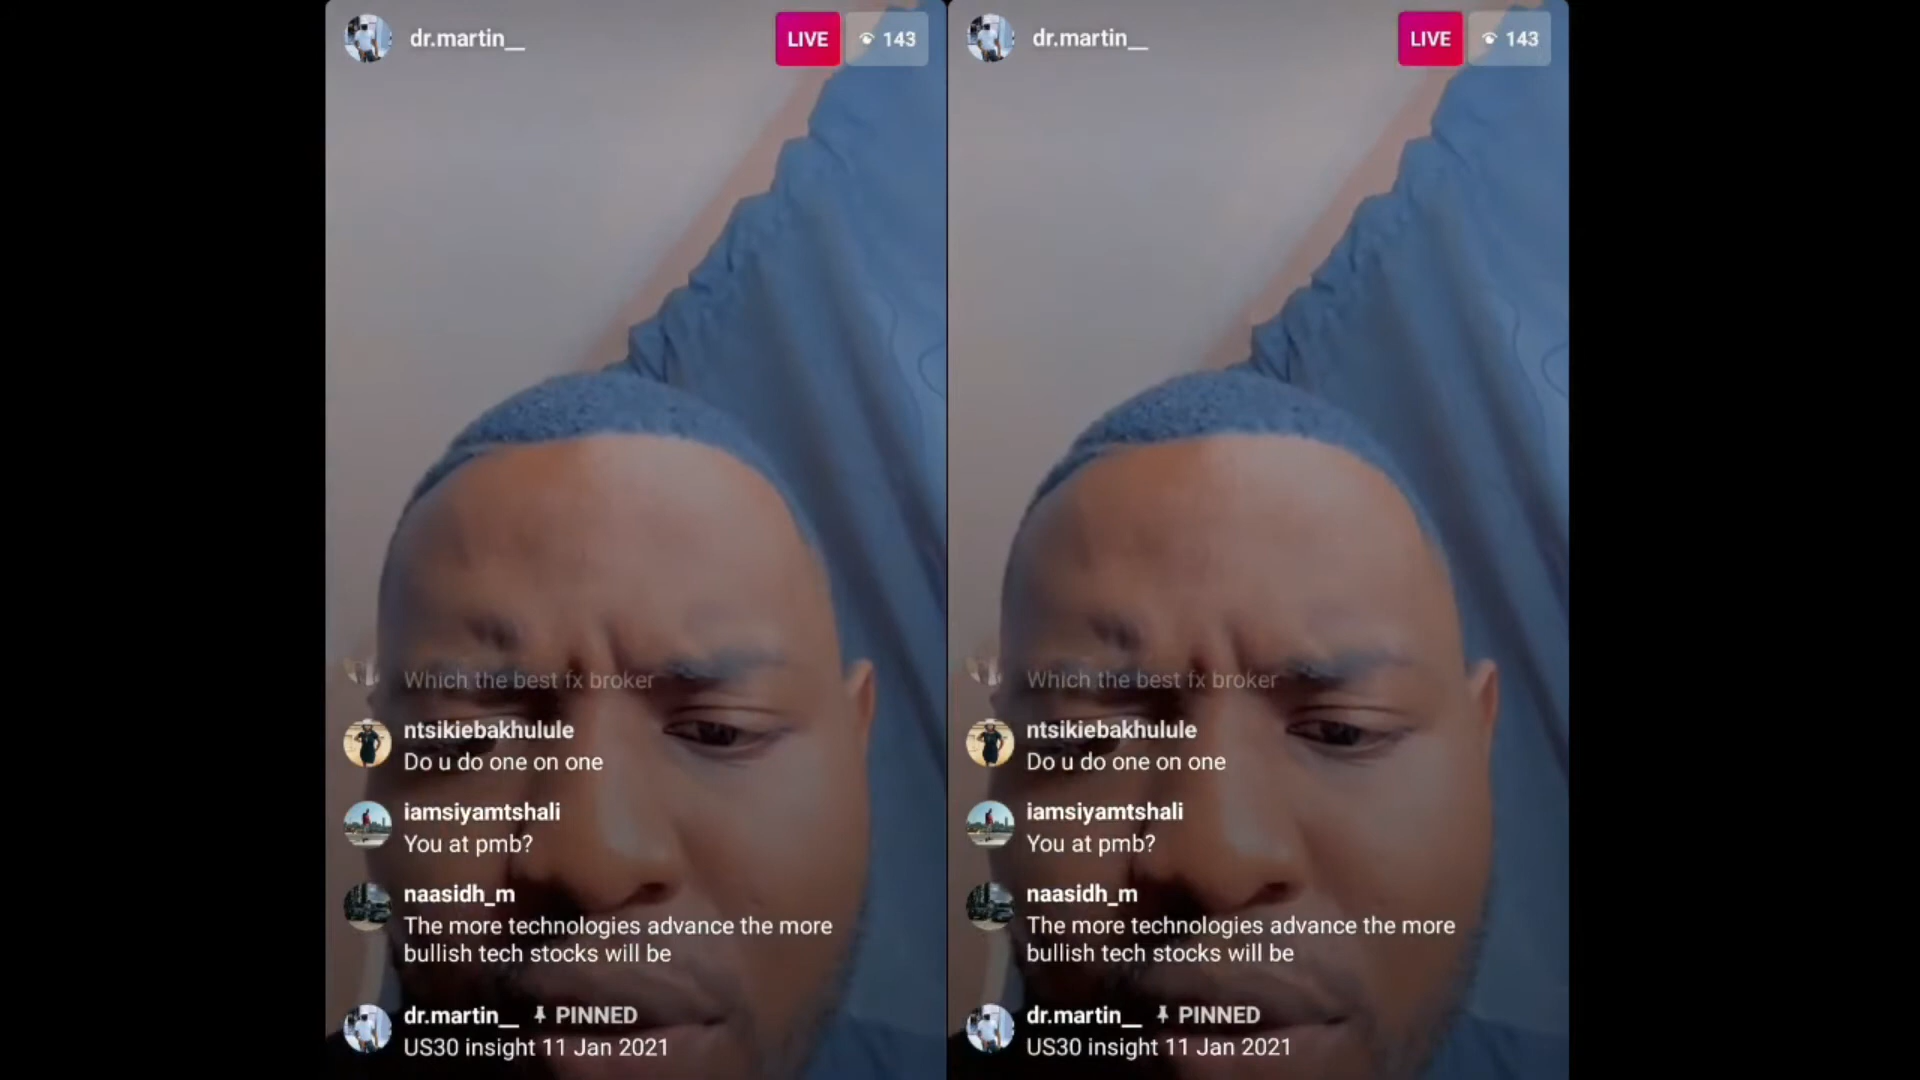 dr.martin__
LIVE
143
Which the best fx broker
ntsikiebakhulule
Do u do one on one
iamsiyamtshali
You at pmb?
naasidh_m
The more technologies advance the more
bullish tech stocks will be
dr.martin__ PINNED
US30 insight 11 Jan 2021
dr.martin__
LIVE
143
Which the best fx broker
ntsikiebakhulule
Do u do one on one
iamsiyamtshali
You at pmb?
naasidh_m
The more technologies advance the more
bullish tech stocks will be
dr.martin__ PINNED
US30 insight 11 Jan 2021